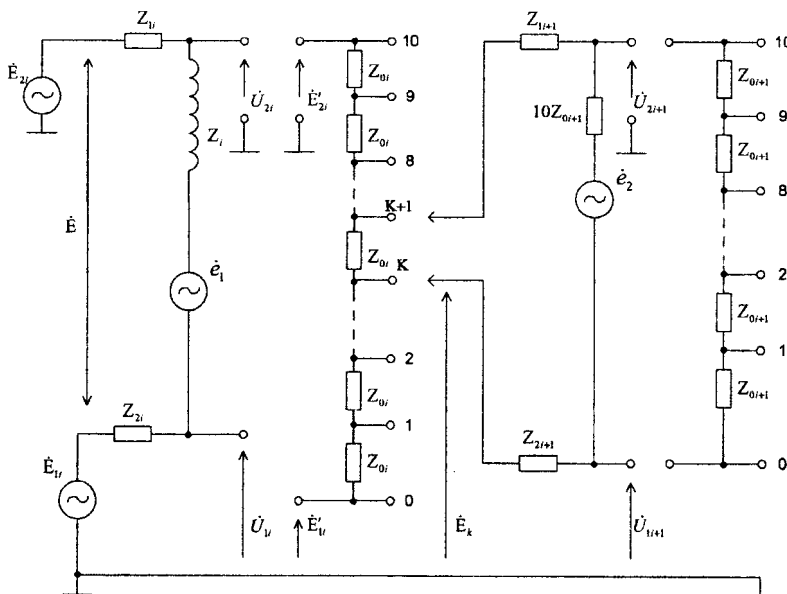 Z₁ᵢ
Ė₂ᵢ
Zᵢ
U̇₂ᵢ
Ė′₂ᵢ
Ė
ė₁
Z₂ᵢ
Ė₁ᵢ
U̇₁ᵢ
Ė′₁ᵢ
10
Z₀ᵢ
9
Z₀ᵢ
8
K+1
Z₀ᵢ
K
2
Z₀ᵢ
1
Z₀ᵢ
0
Ėₖ
Z₁ᵢ₊₁
10Z₀ᵢ₊₁
U̇₂ᵢ₊₁
ė₂
Z₂ᵢ₊₁
U̇₁ᵢ₊₁
10
Z₀ᵢ₊₁
9
Z₀ᵢ₊₁
8
2
Z₀ᵢ₊₁
1
Z₀ᵢ₊₁
0